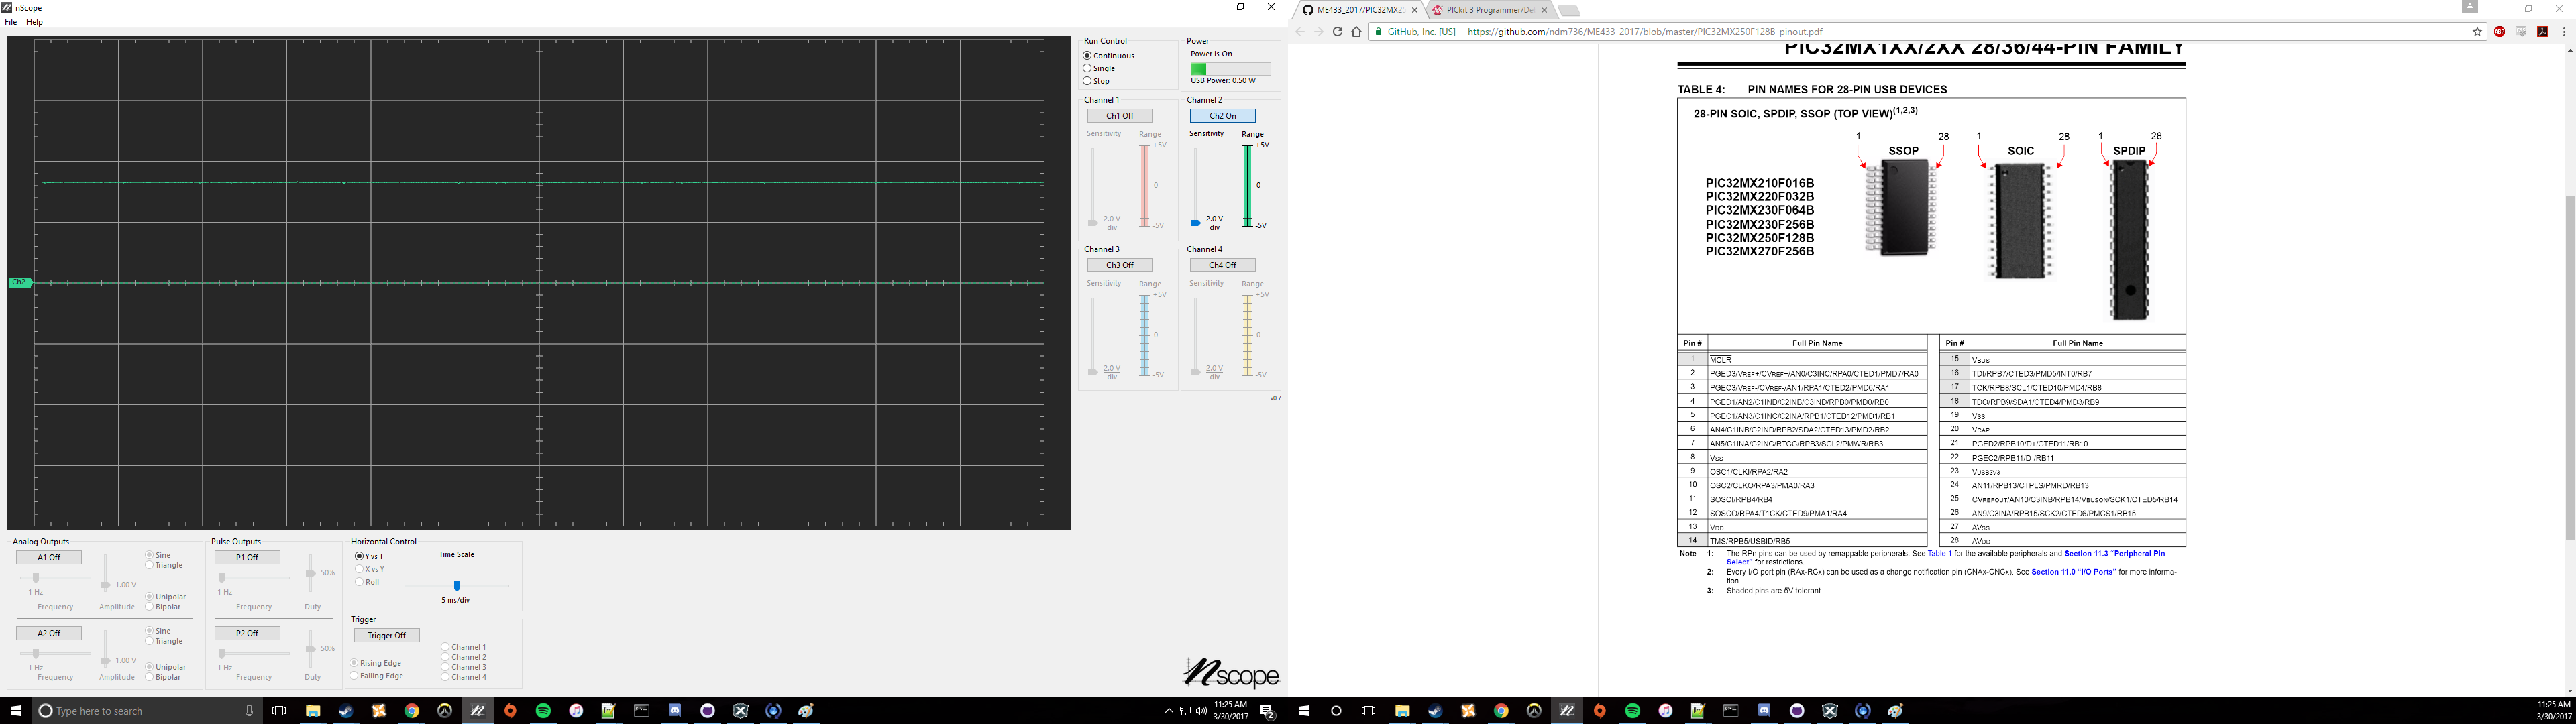 nScope
File Help
Run Control
Continuous
Single
Stop
Power
Power is On
USB Power: 0.50 W
Channel 1
Ch1 Off
Sensitivity Range
+5V
0
2.0 V
div
-5V
Channel 2
Ch2 On
Sensitivity Range
+5V
0
2.0 V
div
-5V
Channel 3
Ch3 Off
Sensitivity Range
+5V
0
2.0 V
div
-5V
Channel 4
Ch4 Off
Sensitivity Range
+5V
0
2.0 V
div
-5V
v0.7
Ch2
Analog Outputs
A1 Off
Sine
Triangle
1.00 V
1 Hz
Unipolar
Bipolar
Frequency Amplitude
A2 Off
Sine
Triangle
1.00 V
1 Hz
Unipolar
Bipolar
Frequency Amplitude
Pulse Outputs
P1 Off
50%
1 Hz
Frequency Duty
P2 Off
50%
1 Hz
Frequency Duty
Horizontal Control
Y vs T
X vs Y
Roll
Time Scale
5 ms/div
Trigger
Trigger Off
Rising Edge
Falling Edge
Channel 1
Channel 2
Channel 3
Channel 4
nscope
Type here to search
11:25 AM
3/30/2017
2
ME433_2017/PIC32MX25
PICkit 3 Programmer/De
GitHub, Inc. [US] | https://github.com/ndm736/ME433_2017/blob/master/PIC32MX250F128B_pinout.pdf
ABP
PIC32MX1XX/2XX 28/36/44-PIN FAMILY
TABLE 4: PIN NAMES FOR 28-PIN USB DEVICES
28-PIN SOIC, SPDIP, SSOP (TOP VIEW)(1,2,3)
1 28 1 28 1 28
SSOP SOIC SPDIP
PIC32MX210F016B
PIC32MX220F032B
PIC32MX230F064B
PIC32MX230F256B
PIC32MX250F128B
PIC32MX270F256B
Pin # Full Pin Name Pin # Full Pin Name
1 MCLR 15 VBUS
2 PGED3/VREF+/CVREF+/AN0/C3INC/RPA0/CTED1/PMD7/RA0 16 TDI/RPB7/CTED3/PMD5/INT0/RB7
3 PGEC3/VREF-/CVREF-/AN1/RPA1/CTED2/PMD6/RA1 17 TCK/RPB8/SCL1/CTED10/PMD4/RB8
4 PGED1/AN2/C1IND/C2INB/C3IND/RPB0/PMD0/RB0 18 TDO/RPB9/SDA1/CTED4/PMD3/RB9
5 PGEC1/AN3/C1INC/C2INA/RPB1/CTED12/PMD1/RB1 19 VSS
6 AN4/C1INB/C2IND/RPB2/SDA2/CTED13/PMD2/RB2 20 VCAP
7 AN5/C1INA/C2INC/RTCC/RPB3/SCL2/PMWR/RB3 21 PGED2/RPB10/D+/CTED11/RB10
8 VSS 22 PGEC2/RPB11/D-/RB11
9 OSC1/CLKI/RPA2/RA2 23 VUSB3V3
10 OSC2/CLKO/RPA3/PMA0/RA3 24 AN11/RPB13/CTPLS/PMRD/RB13
11 SOSCI/RPB4/RB4 25 CVREFOUT/AN10/C3INB/RPB14/VBUSON/SCK1/CTED5/RB14
12 SOSCO/RPA4/T1CK/CTED9/PMA1/RA4 26 AN9/C3INA/RPB15/SCK2/CTED6/PMCS1/RB15
13 VDD 27 AVSS
14 TMS/RPB5/USBID/RB5 28 AVDD
Note 1: The RPn pins can be used by remappable peripherals. See Table 1 for the available peripherals and Section 11.3 "Peripheral Pin
Select" for restrictions.
2: Every I/O port pin (RAx-RCx) can be used as a change notification pin (CNAx-CNCx). See Section 11.0 "I/O Ports" for more informa-
tion.
3: Shaded pins are 5V tolerant.
11:25 AM
3/30/2017